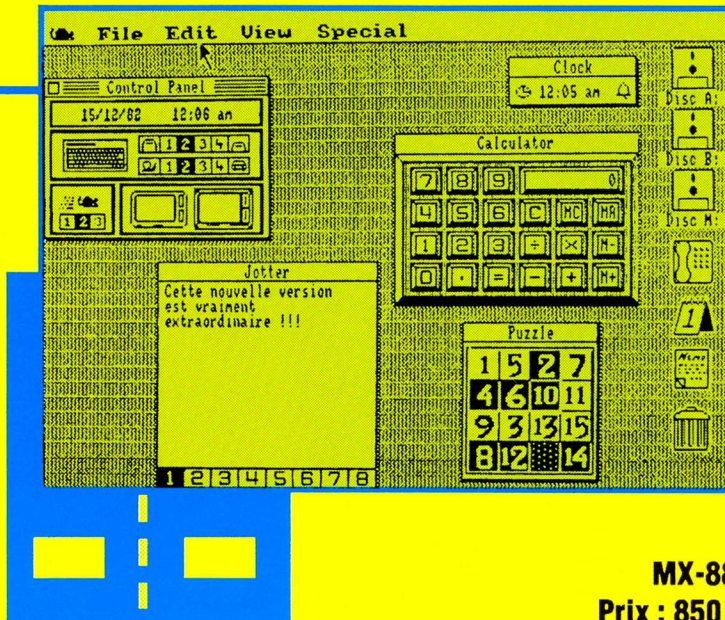 File Edit View Special
Control Panel
15/12/82 12:06 am
1 2 3 4
1 2 3 4
1 2 3
Clock
12:05 am
Disc A:
Disc B:
Disc M:
Calculator
0
7 8 9
4 5 6 C MC MR
1 2 3 ÷ × M-
0 . = - + M+
Jotter
Cette nouvelle version
est vraiment
extraordinaire !!!
1 2 3 4 5 6 7 8
Puzzle
1 5 2 7
4 6 10 11
9 3 13 15
8 12 14
1
MX-88
Prix : 850